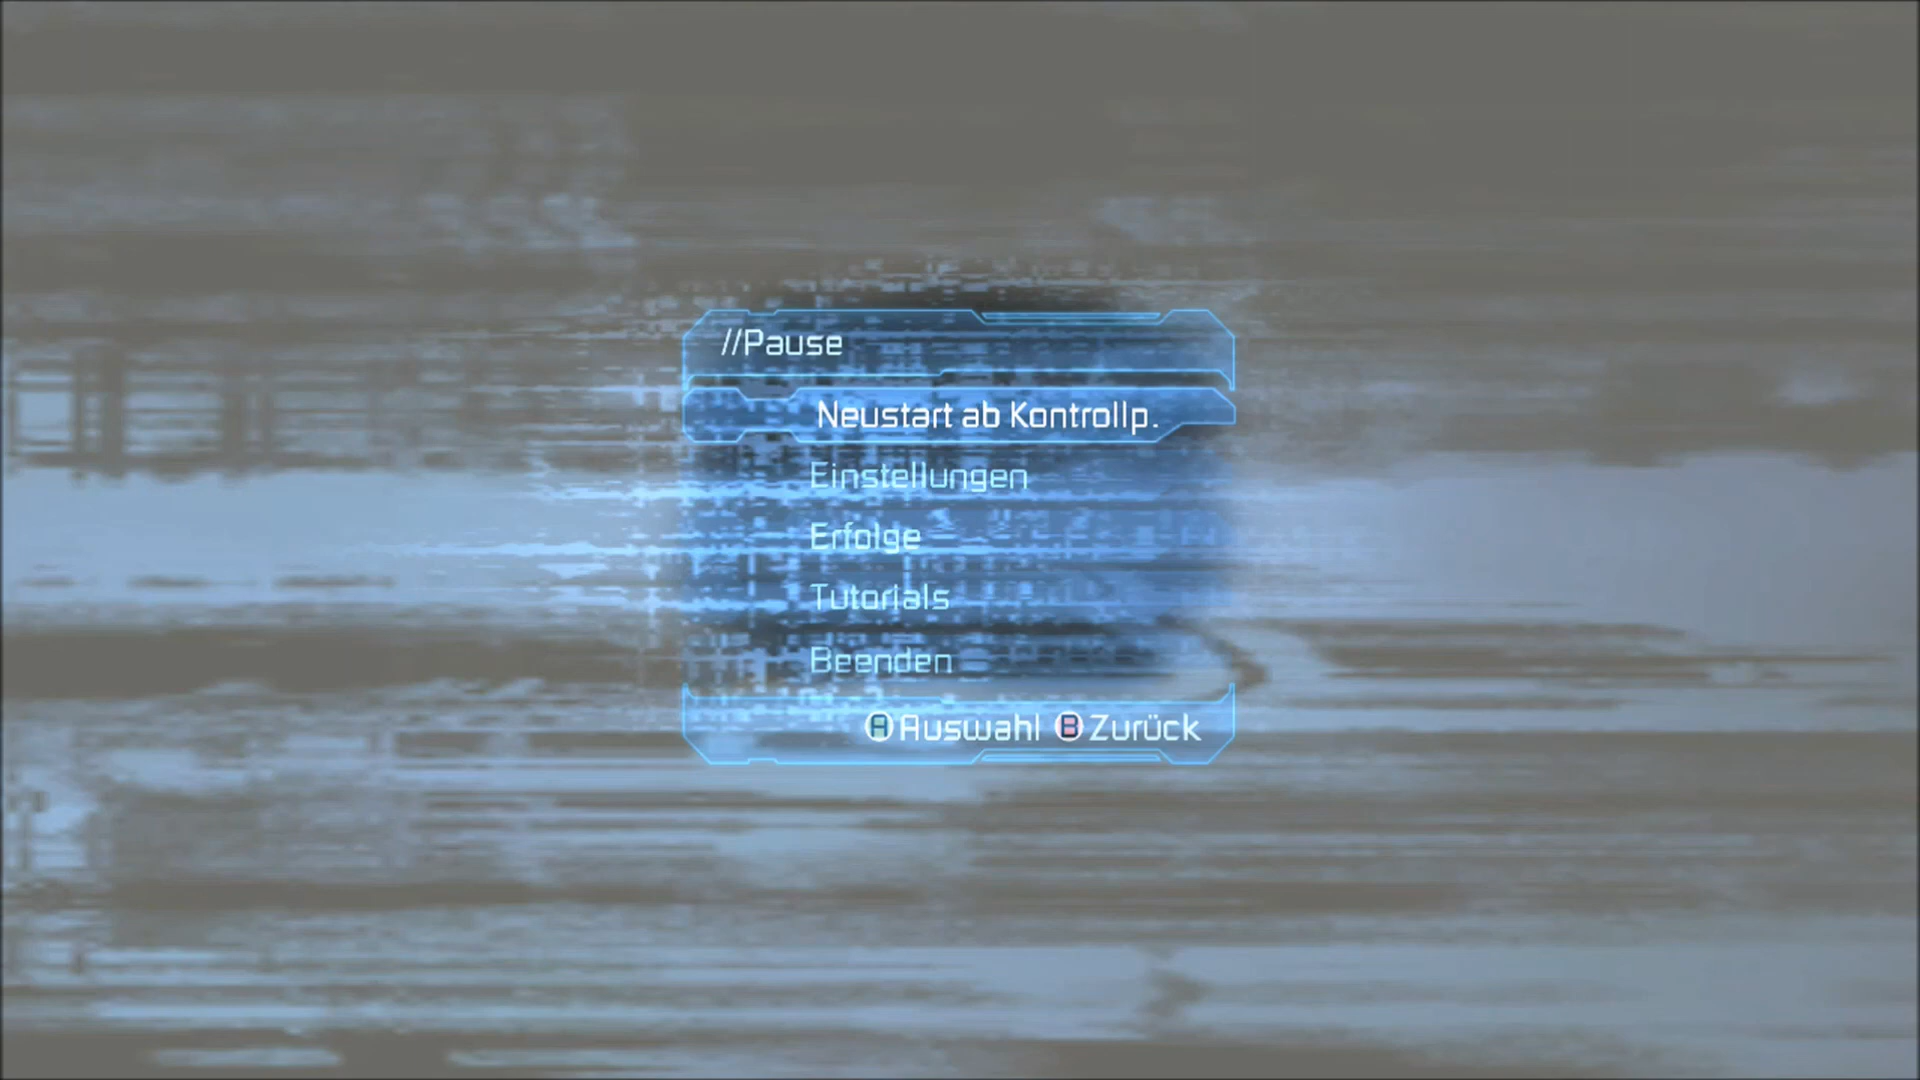 //Pause
Neustart ab Kontrollp.
Einstellungen
Erfolge
Tutorials
Beenden
A Auswahl B Zurück